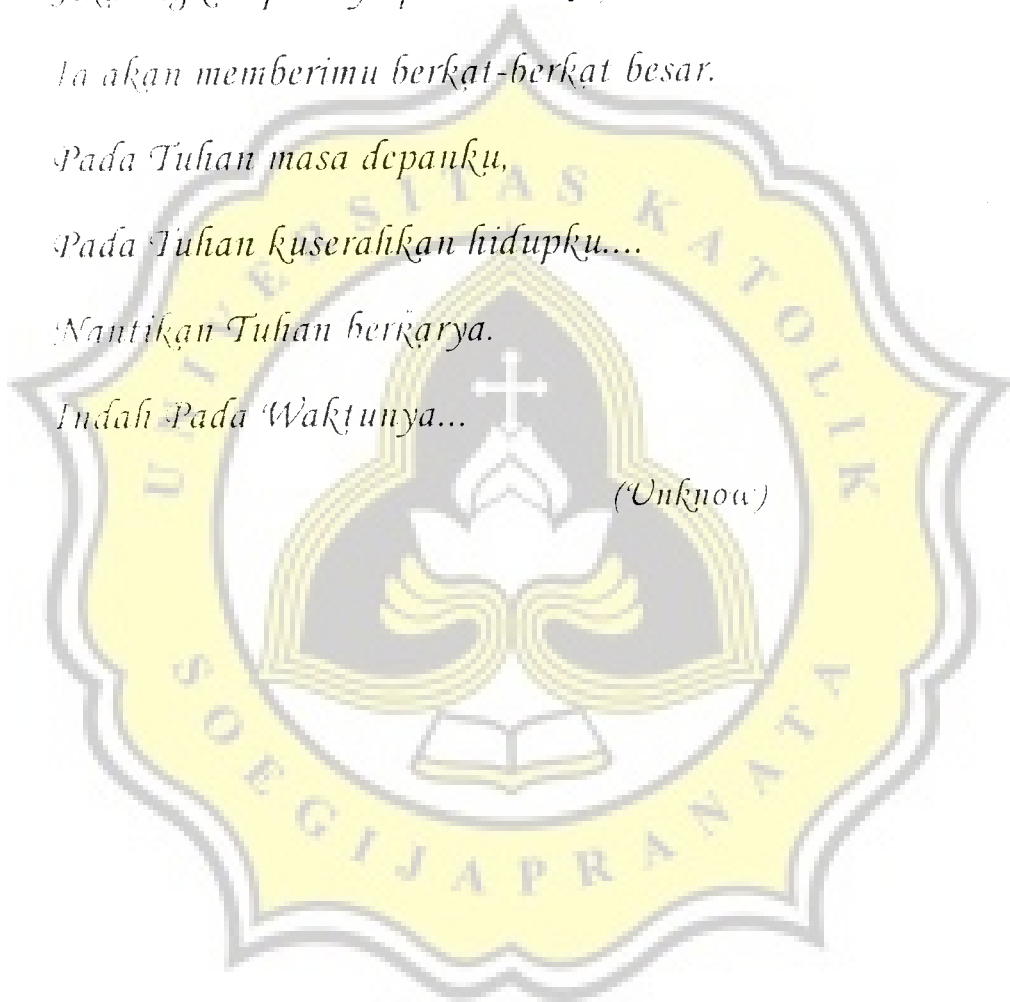 Ia akan memberimu berkat-berkat besar.
Pada Tuhan masa depanku,
Pada Tuhan kuserahkan hidupku....
Nantikan Tuhan berkarya.
Indah Pada Waktunya...
(Unknow)
UNIVERSITAS KATOLIK
SOEGIJAPRANATA